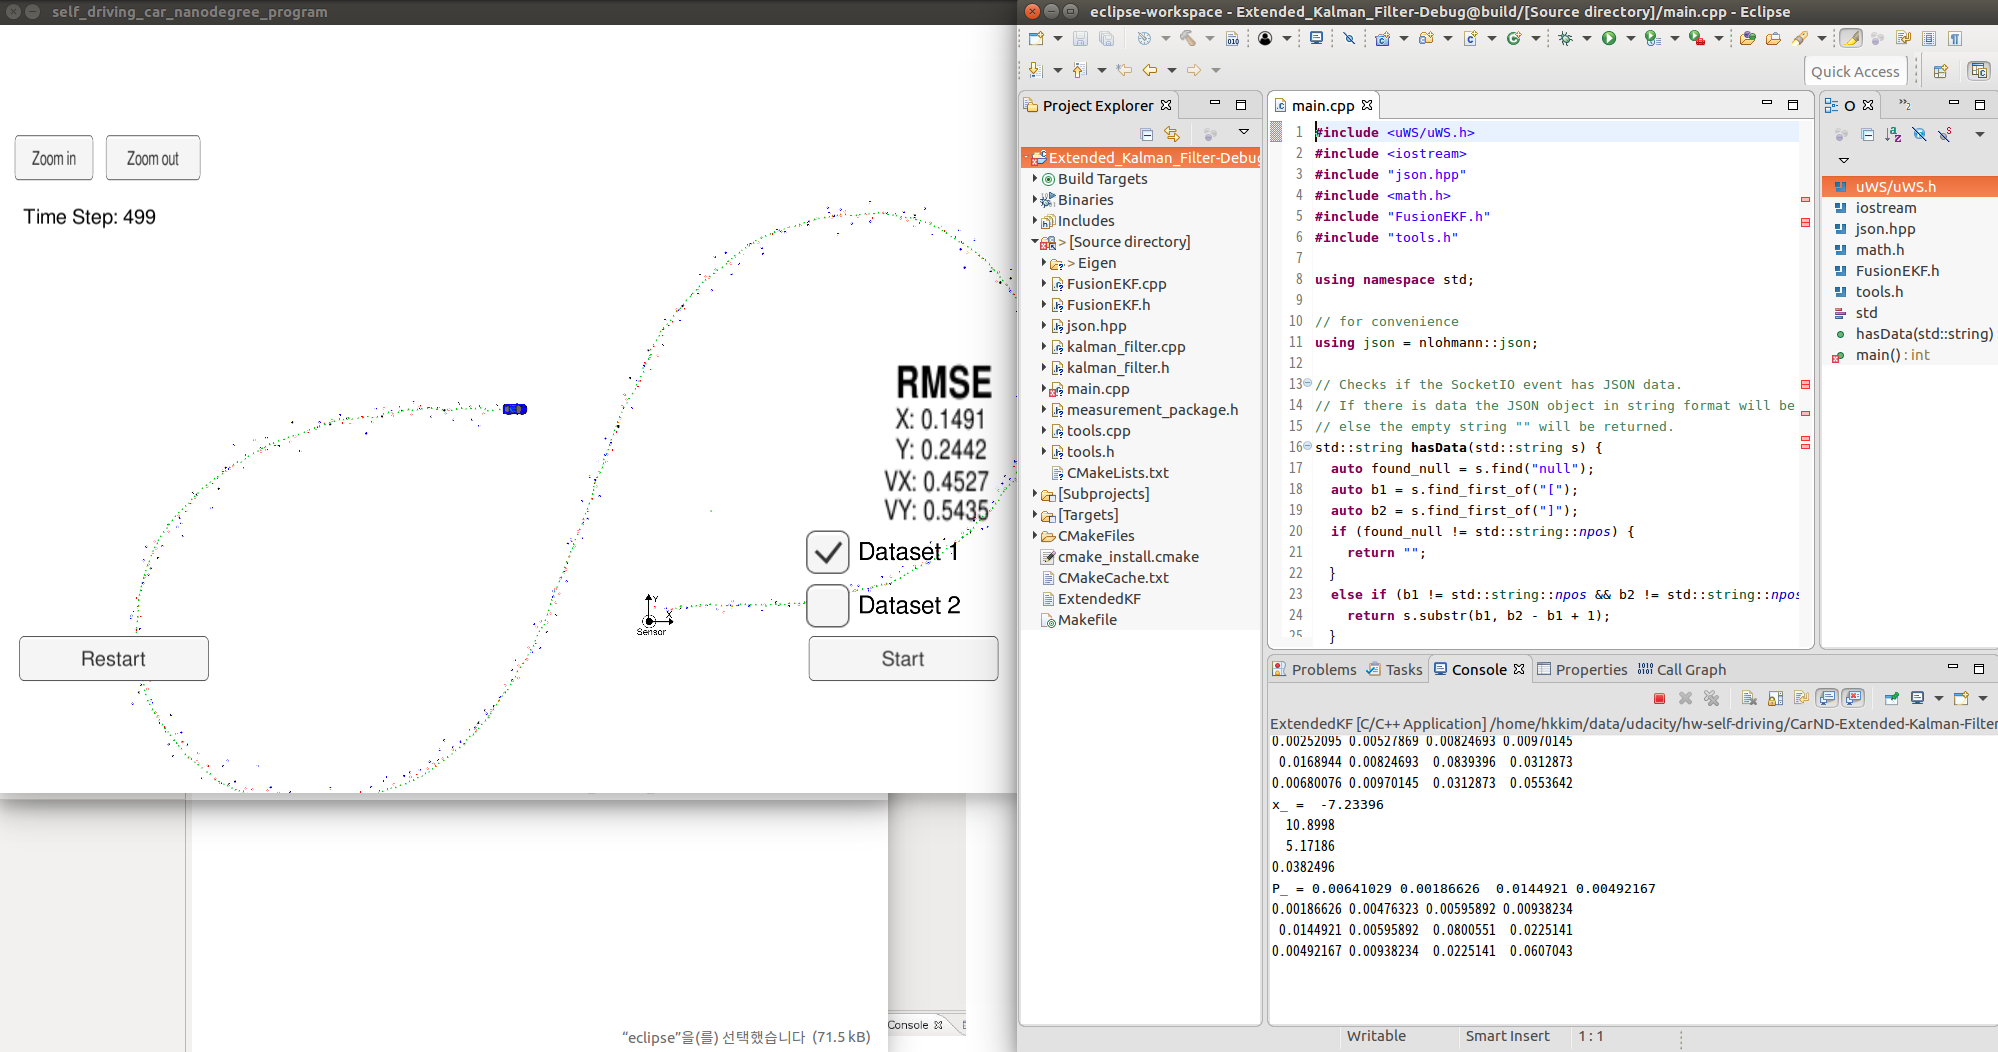 self_driving_car_nanodegree_program
Zoom in
Zoom out
Time Step: 499
RMSE
X: 0.1491
Y: 0.2442
VX: 0.4527
VY: 0.5435
Dataset 1
Dataset 2
Y
X
Sensor
Restart
Start
Console
“eclipse”을(를) 선택했습니다 (71.5 kB)
eclipse-workspace - Extended_Kalman_Filter-Debug@build/[Source directory]/main.cpp - Eclipse
Quick Access
Project Explorer
Extended_Kalman_Filter-Debug
Build Targets
Binaries
Includes
> [Source directory]
> Eigen
FusionEKF.cpp
FusionEKF.h
json.hpp
kalman_filter.cpp
kalman_filter.h
main.cpp
measurement_package.h
tools.cpp
tools.h
CMakeLists.txt
[Subprojects]
[Targets]
CMakeFiles
cmake_install.cmake
CMakeCache.txt
ExtendedKF
Makefile
main.cpp
1 #include <uWS/uWS.h>
2 #include <iostream>
3 #include "json.hpp"
4 #include <math.h>
5 #include "FusionEKF.h"
6 #include "tools.h"
7
8 using namespace std;
9
10 // for convenience
11 using json = nlohmann::json;
12
13 // Checks if the SocketIO event has JSON data.
14 // If there is data the JSON object in string format will be
15 // else the empty string "" will be returned.
16 std::string hasData(std::string s) {
17 auto found_null = s.find("null");
18 auto b1 = s.find_first_of("[");
19 auto b2 = s.find_first_of("]");
20 if (found_null != std::string::npos) {
21 return "";
22 }
23 else if (b1 != std::string::npos && b2 != std::string::npos
24 return s.substr(b1, b2 - b1 + 1);
25 }
O
»2
uWS/uWS.h
iostream
json.hpp
math.h
FusionEKF.h
tools.h
std
hasData(std::string)
main() : int
Problems
Tasks
Console
Properties
Call Graph
ExtendedKF [C/C++ Application] /home/hkkim/data/udacity/hw-self-driving/CarND-Extended-Kalman-Filter
0.00252095 0.00527869 0.00824693 0.00970145
0.0168944 0.00824693 0.0839396 0.0312873
0.00680076 0.00970145 0.0312873 0.0553642
x_ = -7.23396
10.8998
5.17186
0.0382496
P_ = 0.00641029 0.00186626 0.0144921 0.00492167
0.00186626 0.00476323 0.00595892 0.00938234
0.0144921 0.00595892 0.0800551 0.0225141
0.00492167 0.00938234 0.0225141 0.0607043
Writable
Smart Insert
1 : 1